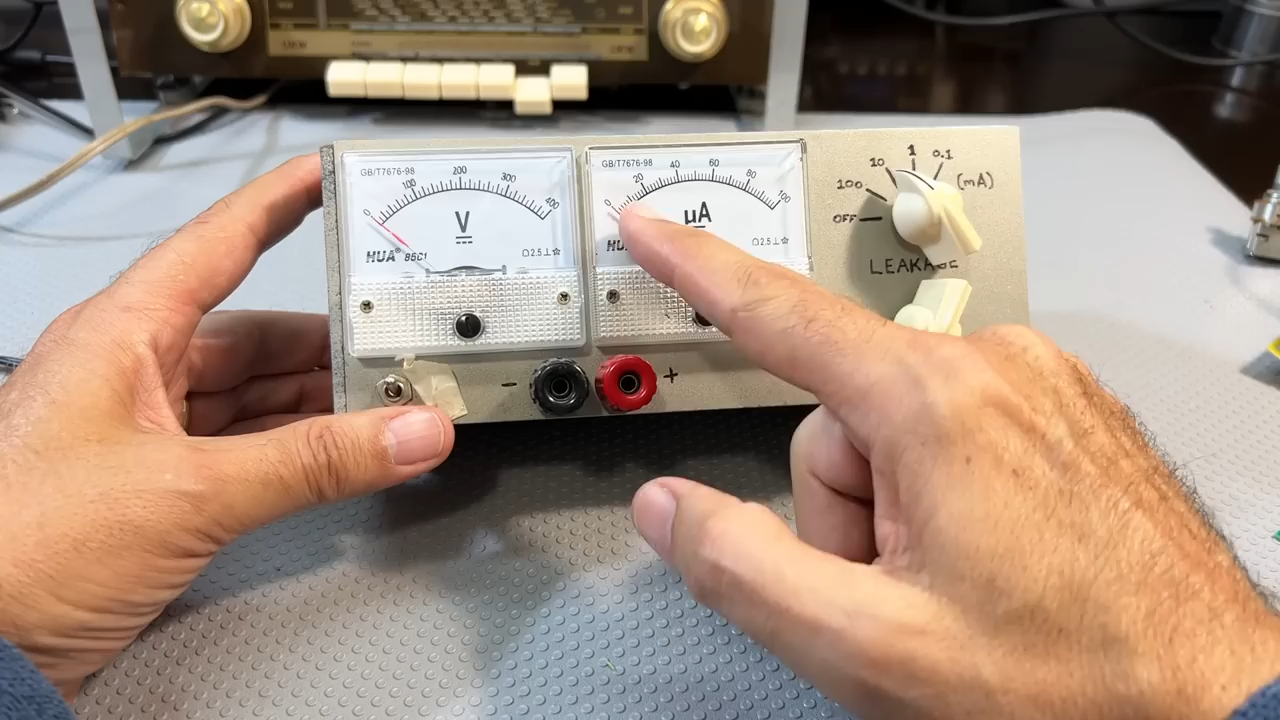 GB/T7676-98
0 100 200 300 400
V
HUA® 85C1
Ω2.5⊥☆
GB/T7676-98
0 20 40 60 80 100
µA
Ω2.5⊥☆
OFF 100 10 1 0.1 (mA)
LEAKAGE
- +